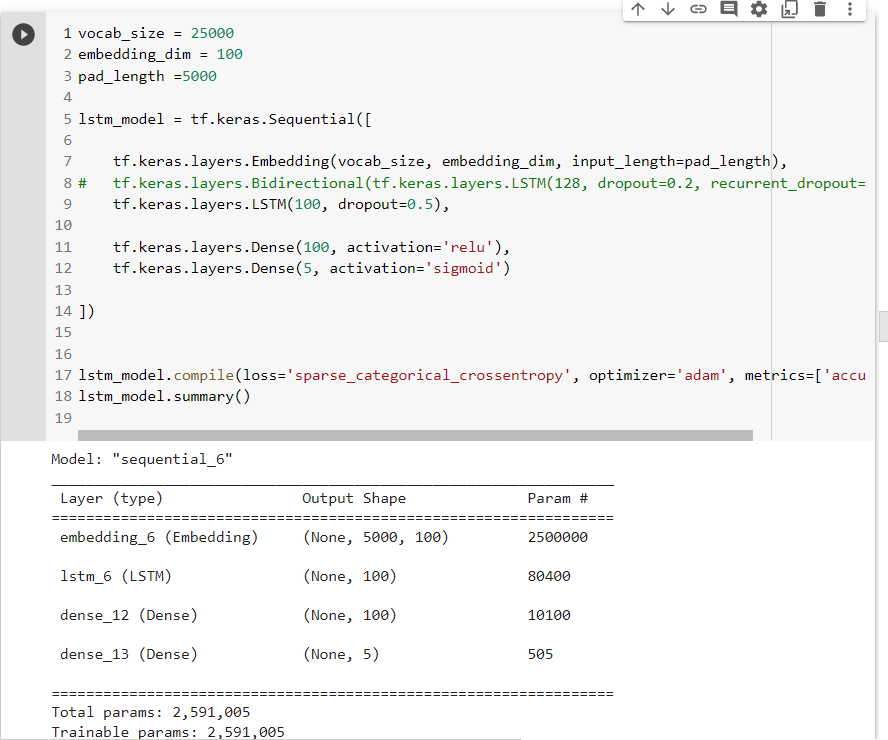 1 vocab_size = 25000
2 embedding_dim = 100
3 pad_length =5000
4
5 lstm_model = tf.keras.Sequential([
6
7     tf.keras.layers.Embedding(vocab_size, embedding_dim, input_length=pad_length),
8 #   tf.keras.layers.Bidirectional(tf.keras.layers.LSTM(128, dropout=0.2, recurrent_dropout=
9     tf.keras.layers.LSTM(100, dropout=0.5),
10
11     tf.keras.layers.Dense(100, activation='relu'),
12     tf.keras.layers.Dense(5, activation='sigmoid')
13
14 ])
15
16
17 lstm_model.compile(loss='sparse_categorical_crossentropy', optimizer='adam', metrics=['accu
18 lstm_model.summary()
19
Model: "sequential_6"
Layer (type) Output Shape Param #
embedding_6 (Embedding) (None, 5000, 100) 2500000
lstm_6 (LSTM) (None, 100) 80400
dense_12 (Dense) (None, 100) 10100
dense_13 (Dense) (None, 5) 505
Total params: 2,591,005
Trainable params: 2,591,005